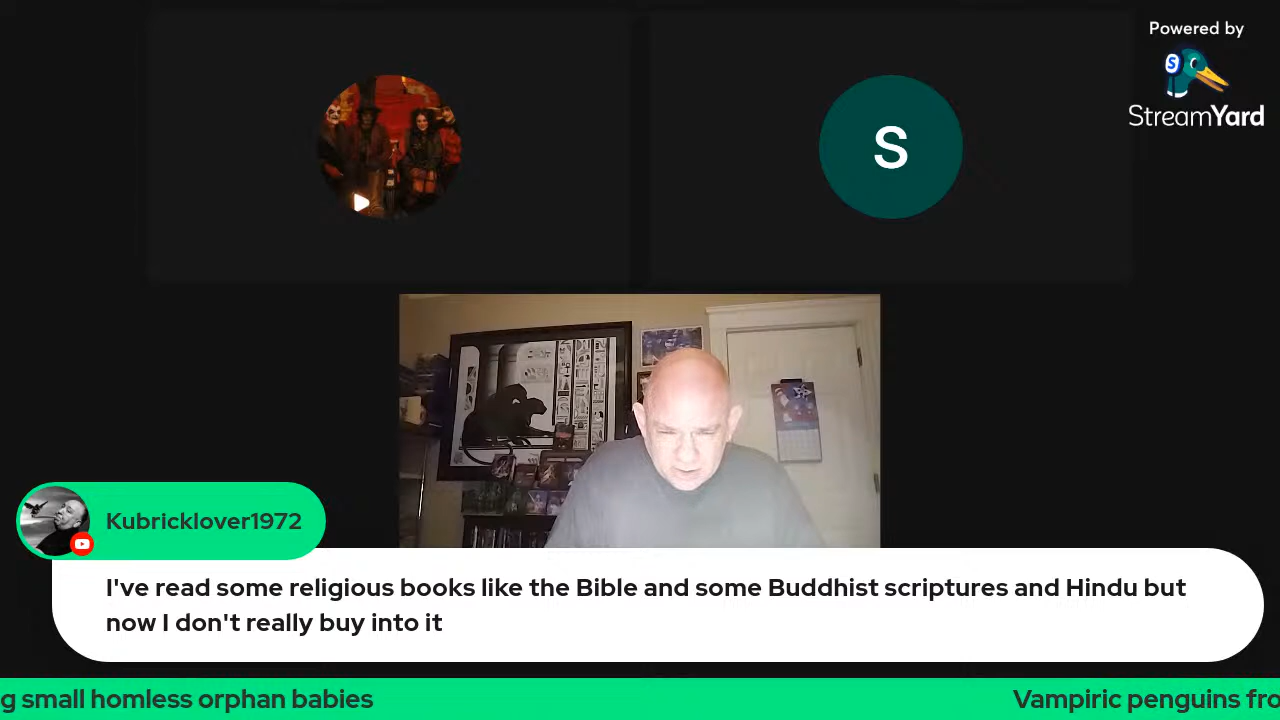 Powered by
StreamYard
S
Kubricklover1972
I've read some religious books like the Bible and some Buddhist scriptures and Hindu but
now I don't really buy into it
g small homless orphan babies
Vampiric penguins fro